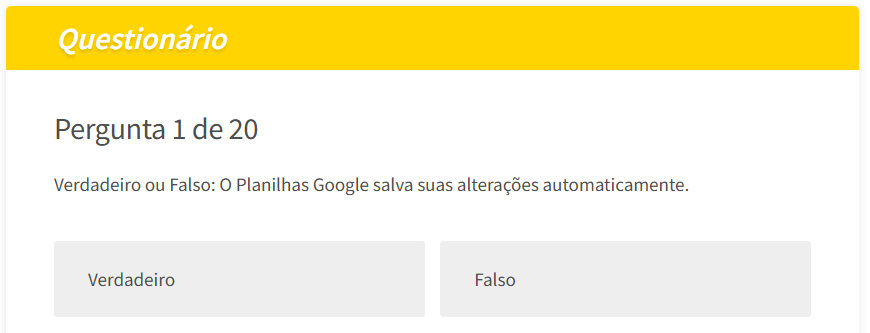 Questionário
Pergunta 1 de 20
Verdadeiro ou Falso: O Planilhas Google salva suas alterações automaticamente.
Verdadeiro
Falso